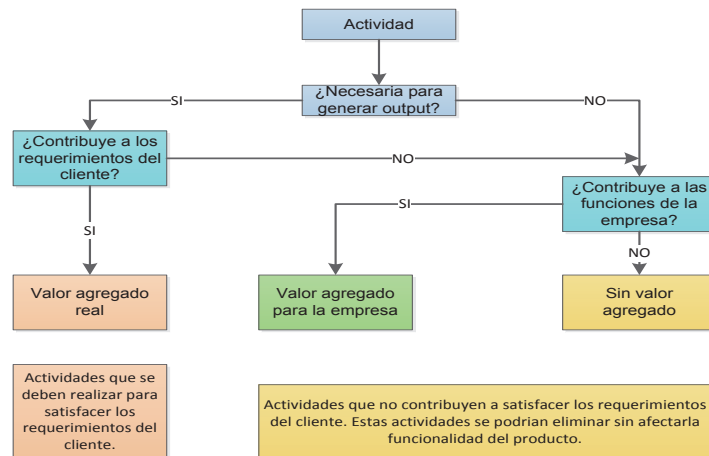 Actividad
¿Necesaria para
generar output?
SI
NO
¿Contribuye a los
requerimientos del
cliente?
NO
¿Contribuye a las
funciones de la
empresa?
SI
SI
NO
Valor agregado
real
Valor agregado
para la empresa
Sin valor
agregado
Actividades que se
deben realizar para
satisfacer los
requerimientos del
cliente.
Actividades que no contribuyen a satisfacer los requerimientos
del cliente. Estas actividades se podrian eliminar sin afectarla
funcionalidad del producto.